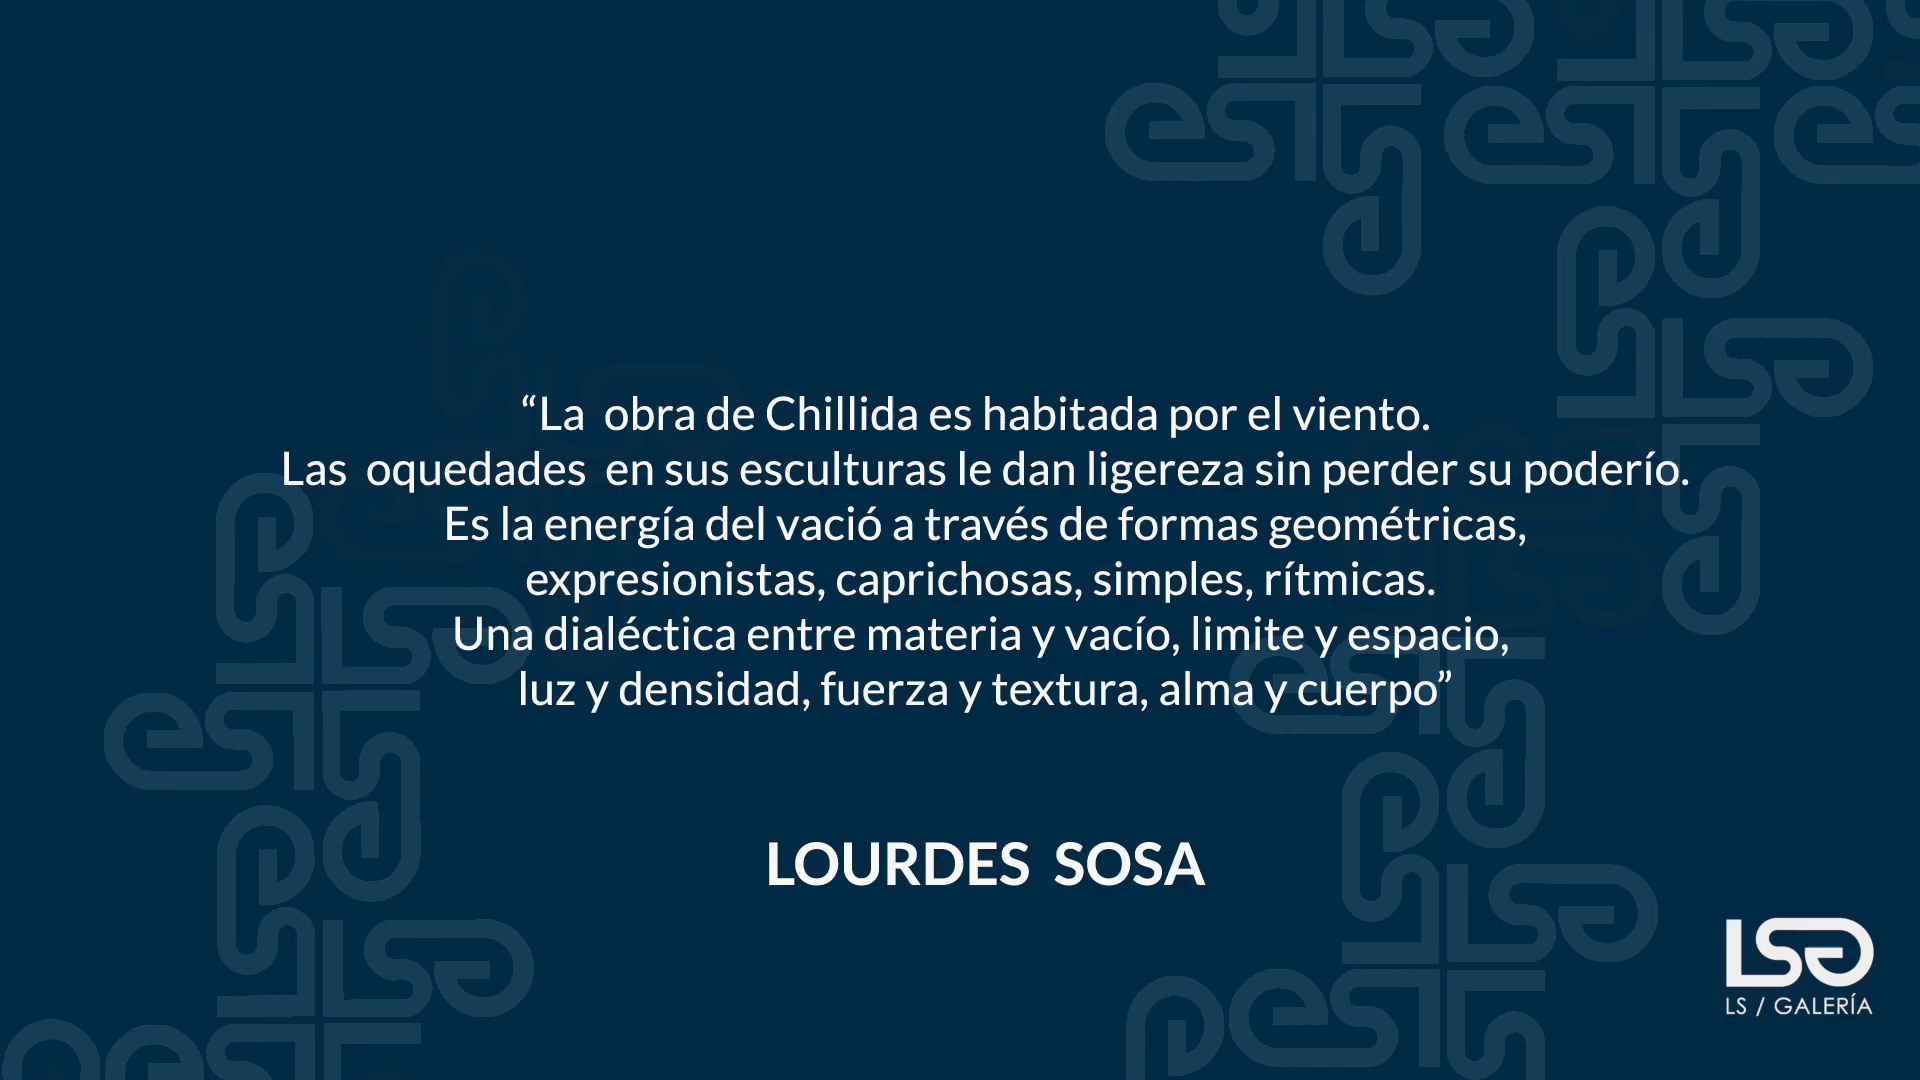 “La obra de Chillida es habitada por el viento.
Las oquedades en sus esculturas le dan ligereza sin perder su poderío.
Es la energía del vació a través de formas geométricas,
expresionistas, caprichosas, simples, rítmicas.
Una dialéctica entre materia y vacío, limite y espacio,
luz y densidad, fuerza y textura, alma y cuerpo”
LOURDES SOSA
LSG
LS / GALERÍA